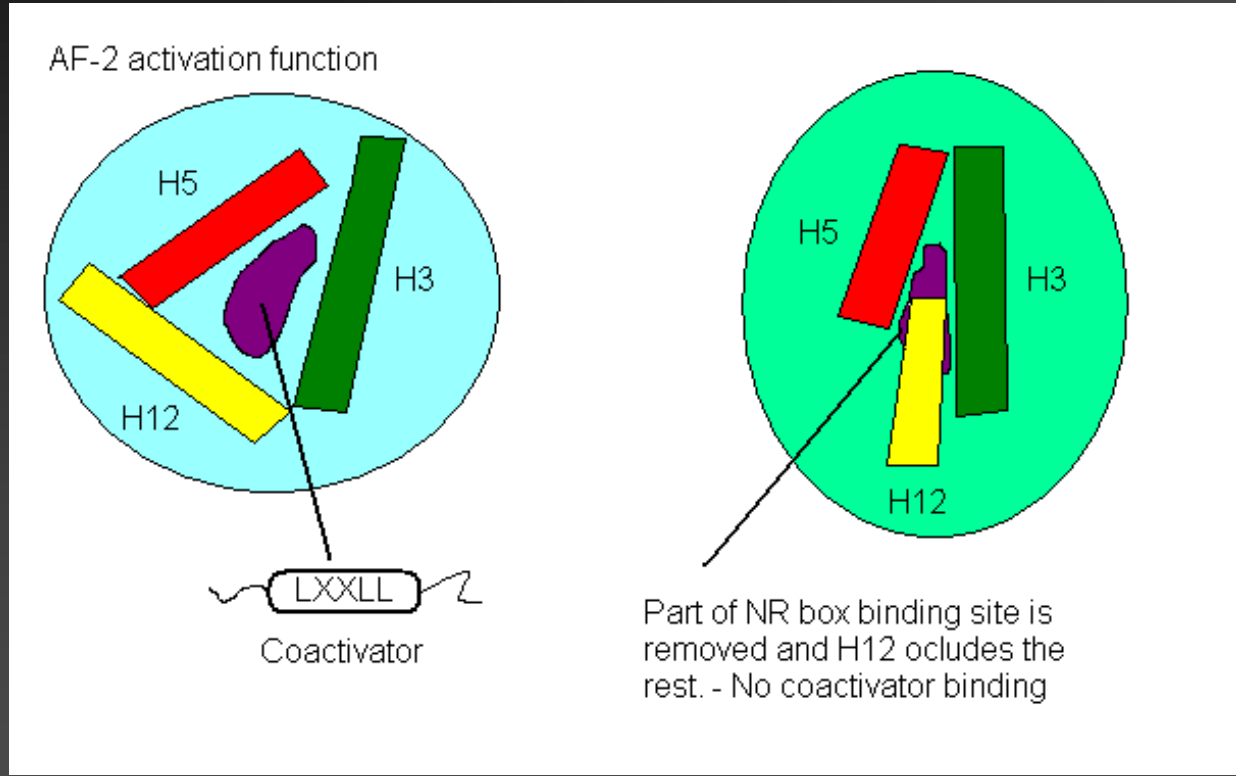 AF-2 activation function
H5
H3
H12
LXXLL
Coactivator
H5
H3
H12
Part of NR box binding site is
removed and H12 ocludes the
rest. - No coactivator binding